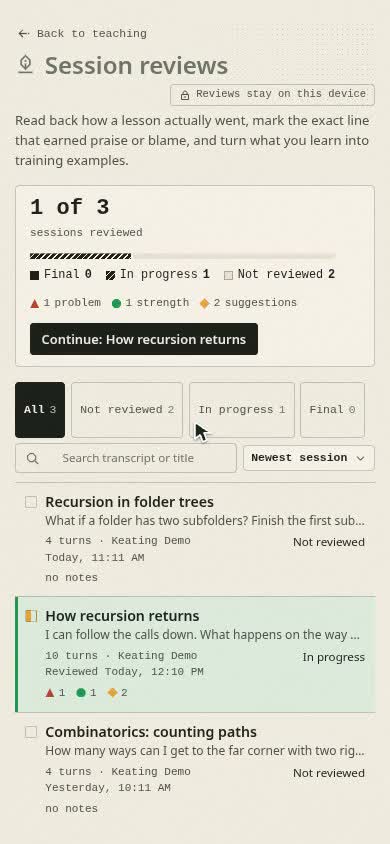 Back to teaching
Session reviews
Reviews stay on this device
Read back how a lesson actually went, mark the exact line
that earned praise or blame, and turn what you learn into
training examples.
1 of 3
sessions reviewed
Final 0 In progress 1 Not reviewed 2
1 problem 1 strength 2 suggestions
Continue: How recursion returns
All 3 Not reviewed 2 In progress 1 Final 0
Search transcript or title Newest session
Recursion in folder trees
What if a folder has two subfolders? Finish the first sub...
4 turns · Keating Demo Not reviewed
Today, 11:11 AM
no notes
How recursion returns
I can follow the calls down. What happens on the way ...
10 turns · Keating Demo In progress
Reviewed Today, 12:10 PM
1 1 2
Combinatorics: counting paths
How many ways can I get to the far corner with two rig...
4 turns · Keating Demo Not reviewed
Yesterday, 10:11 AM
no notes